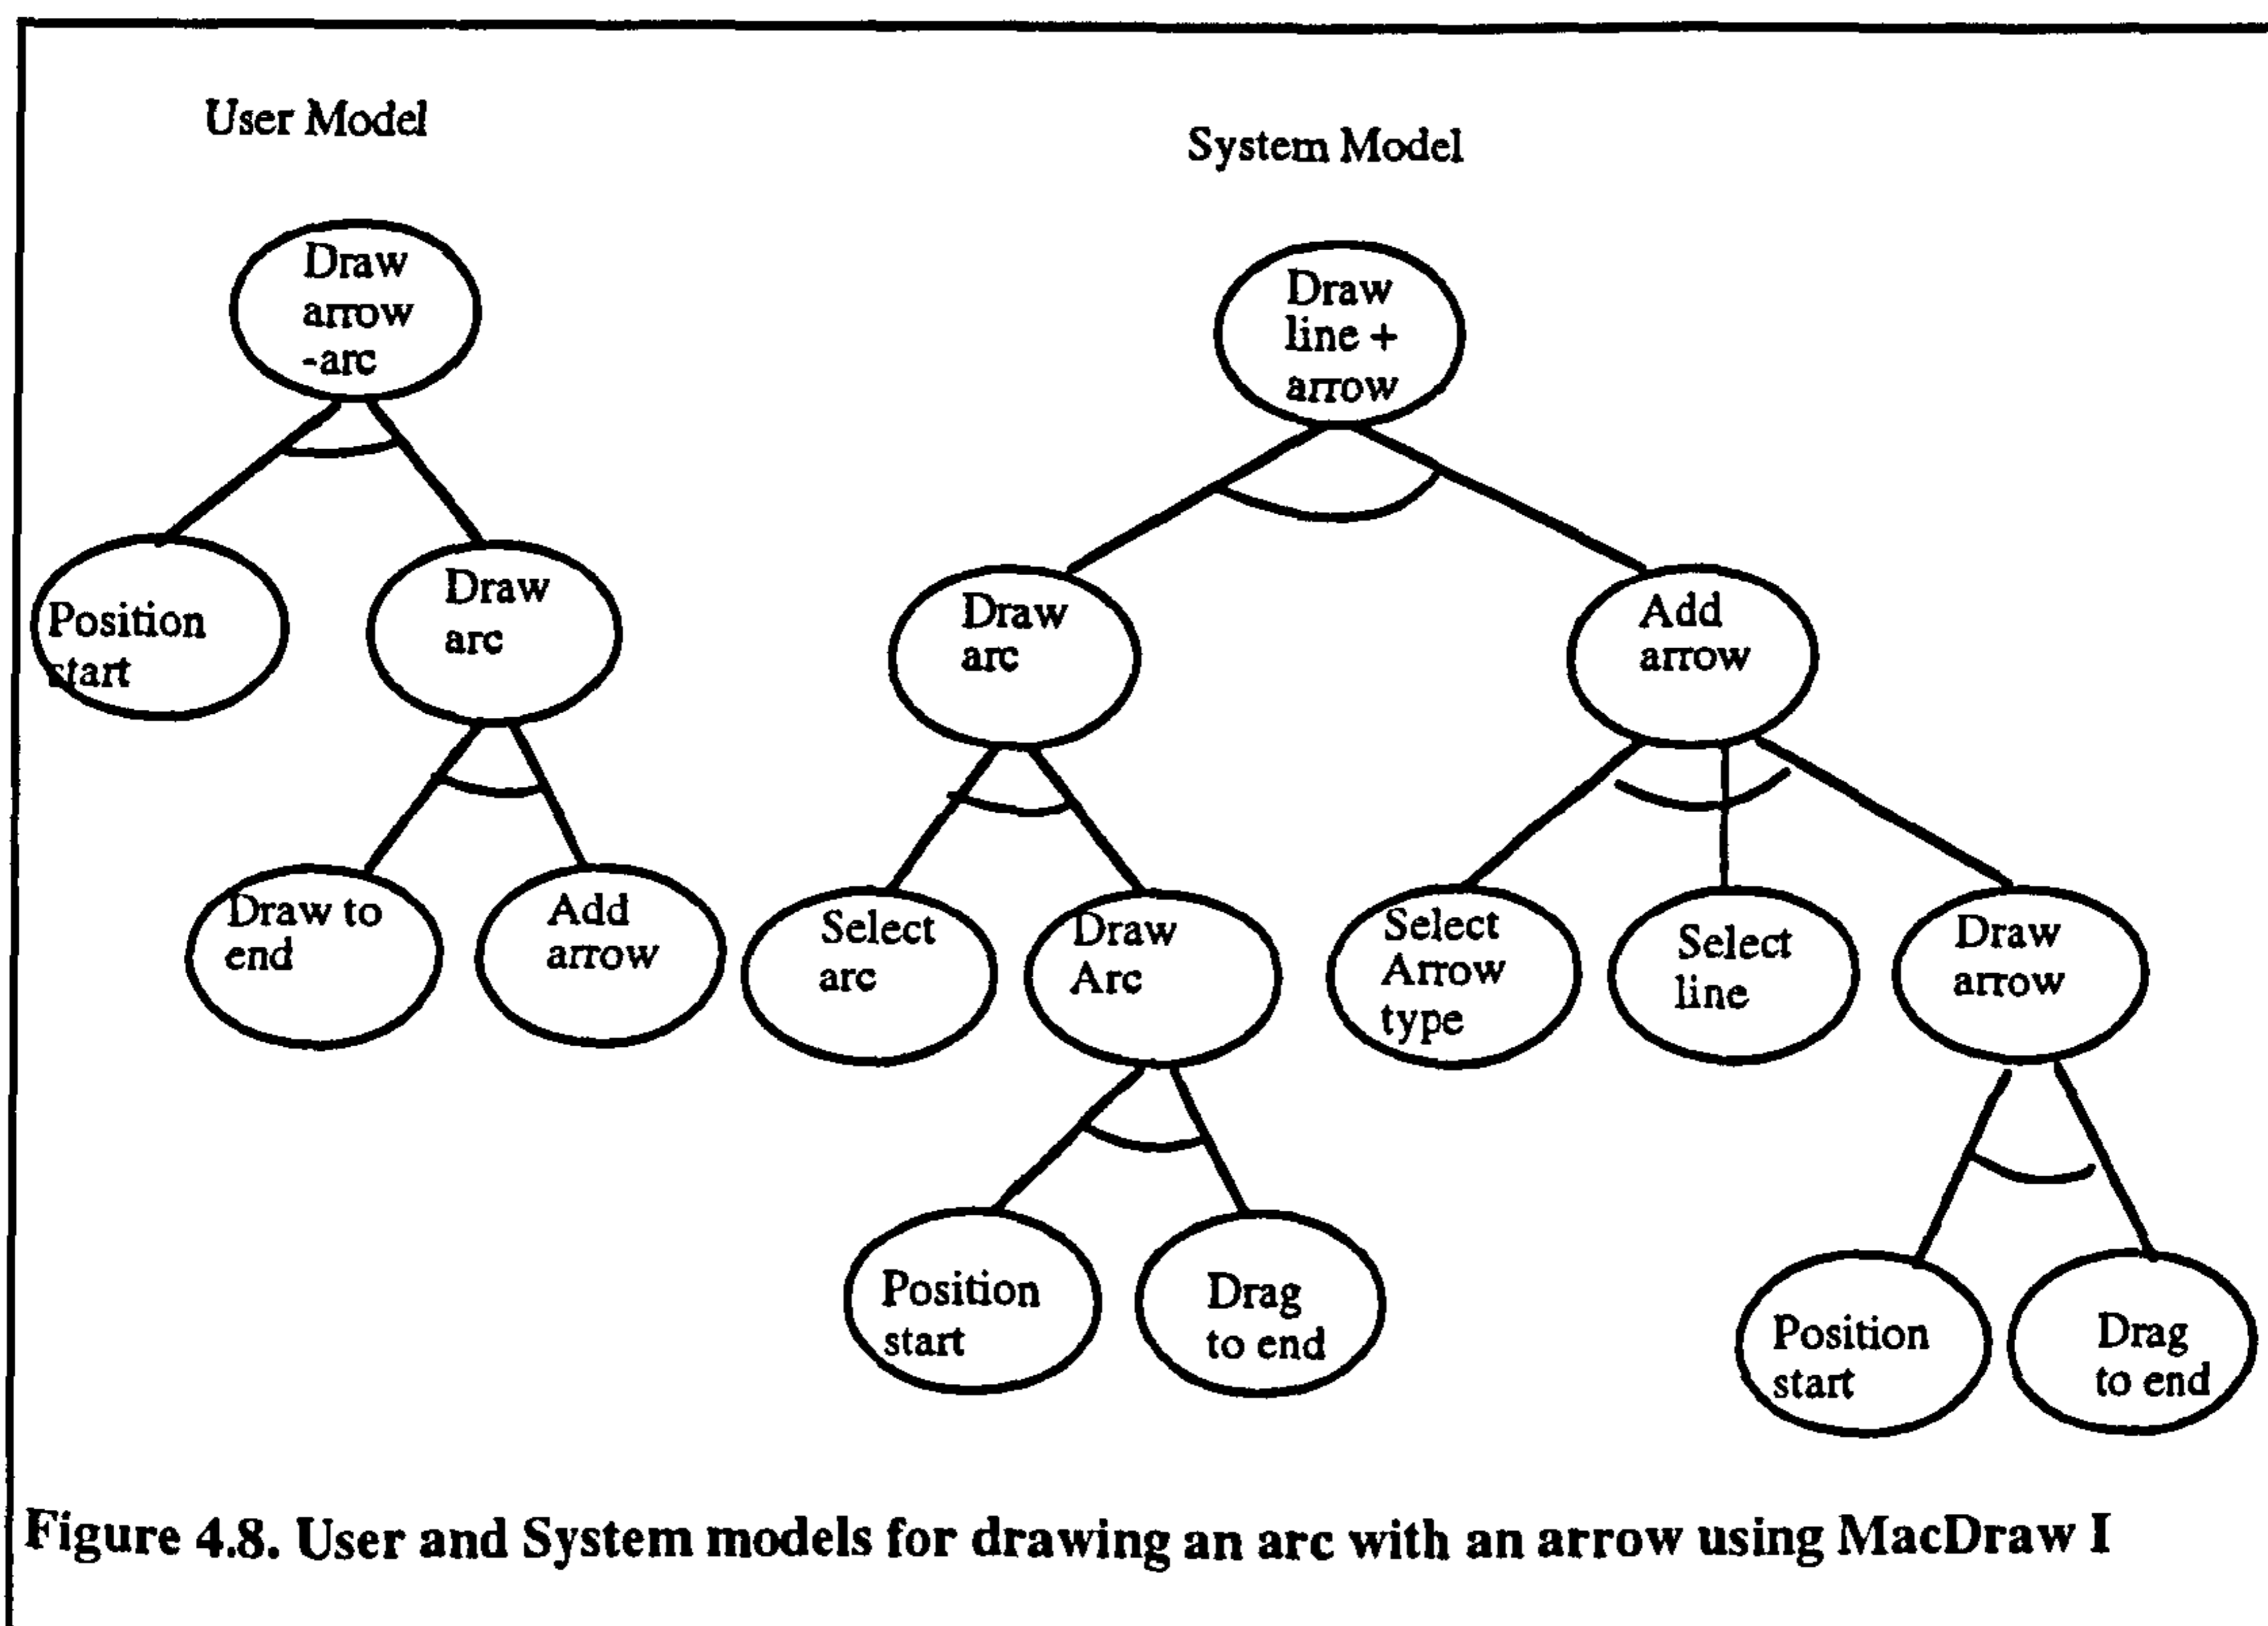 User Model
System Model
Draw
arrow
-arc
Draw
line +
arrow
Position
start
Draw
arc
Draw
arc
Add
arrow
Draw to
end
Add
arrow
Select
arc
Draw
Arc
Select
Arrow
type
Select
line
Draw
arrow
Position
start
Drag
to end
Position
start
Drag
to end
Figure 4.8. User and System models for drawing an arc with an arrow using MacDraw I